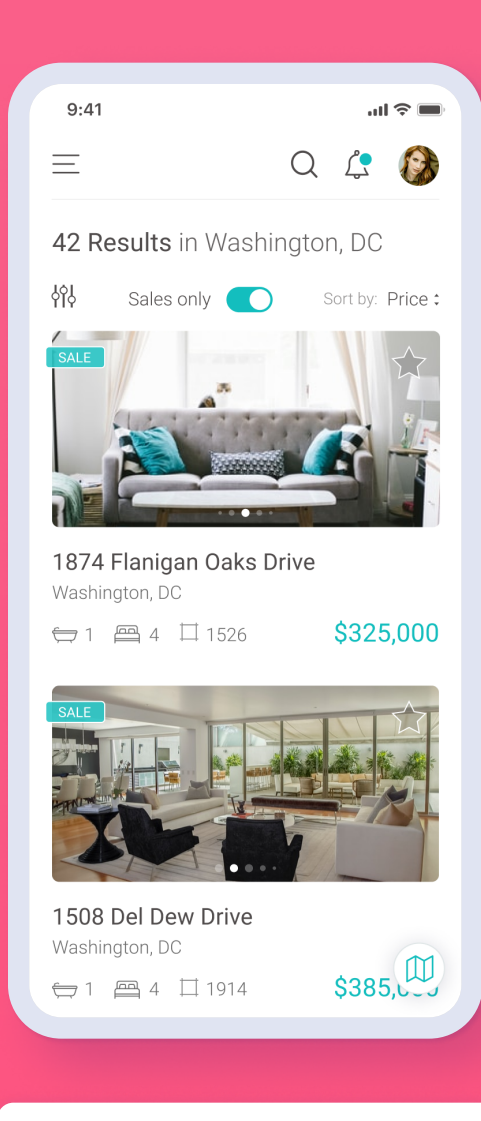 9:41
42 Results in Washington, DC
Sales only Sort by: Price
SALE
1874 Flanigan Oaks Drive
Washington, DC
1 4 1526 $325,000
SALE
1508 Del Dew Drive
Washington, DC
1 4 1914 $385,